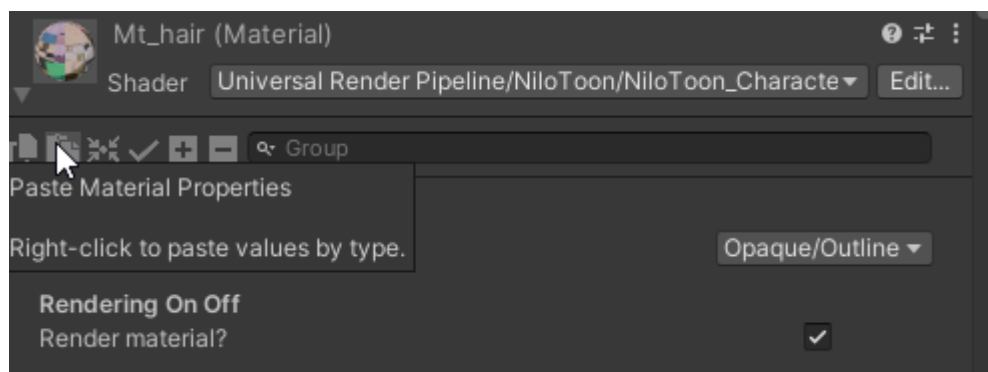 Mt_hair (Material)
Shader Universal Render Pipeline/NiloToon/NiloToon_Characte Edit...
Group
Paste Material Properties
Right-click to paste values by type.
Opaque/Outline
Rendering On Off
Render material?